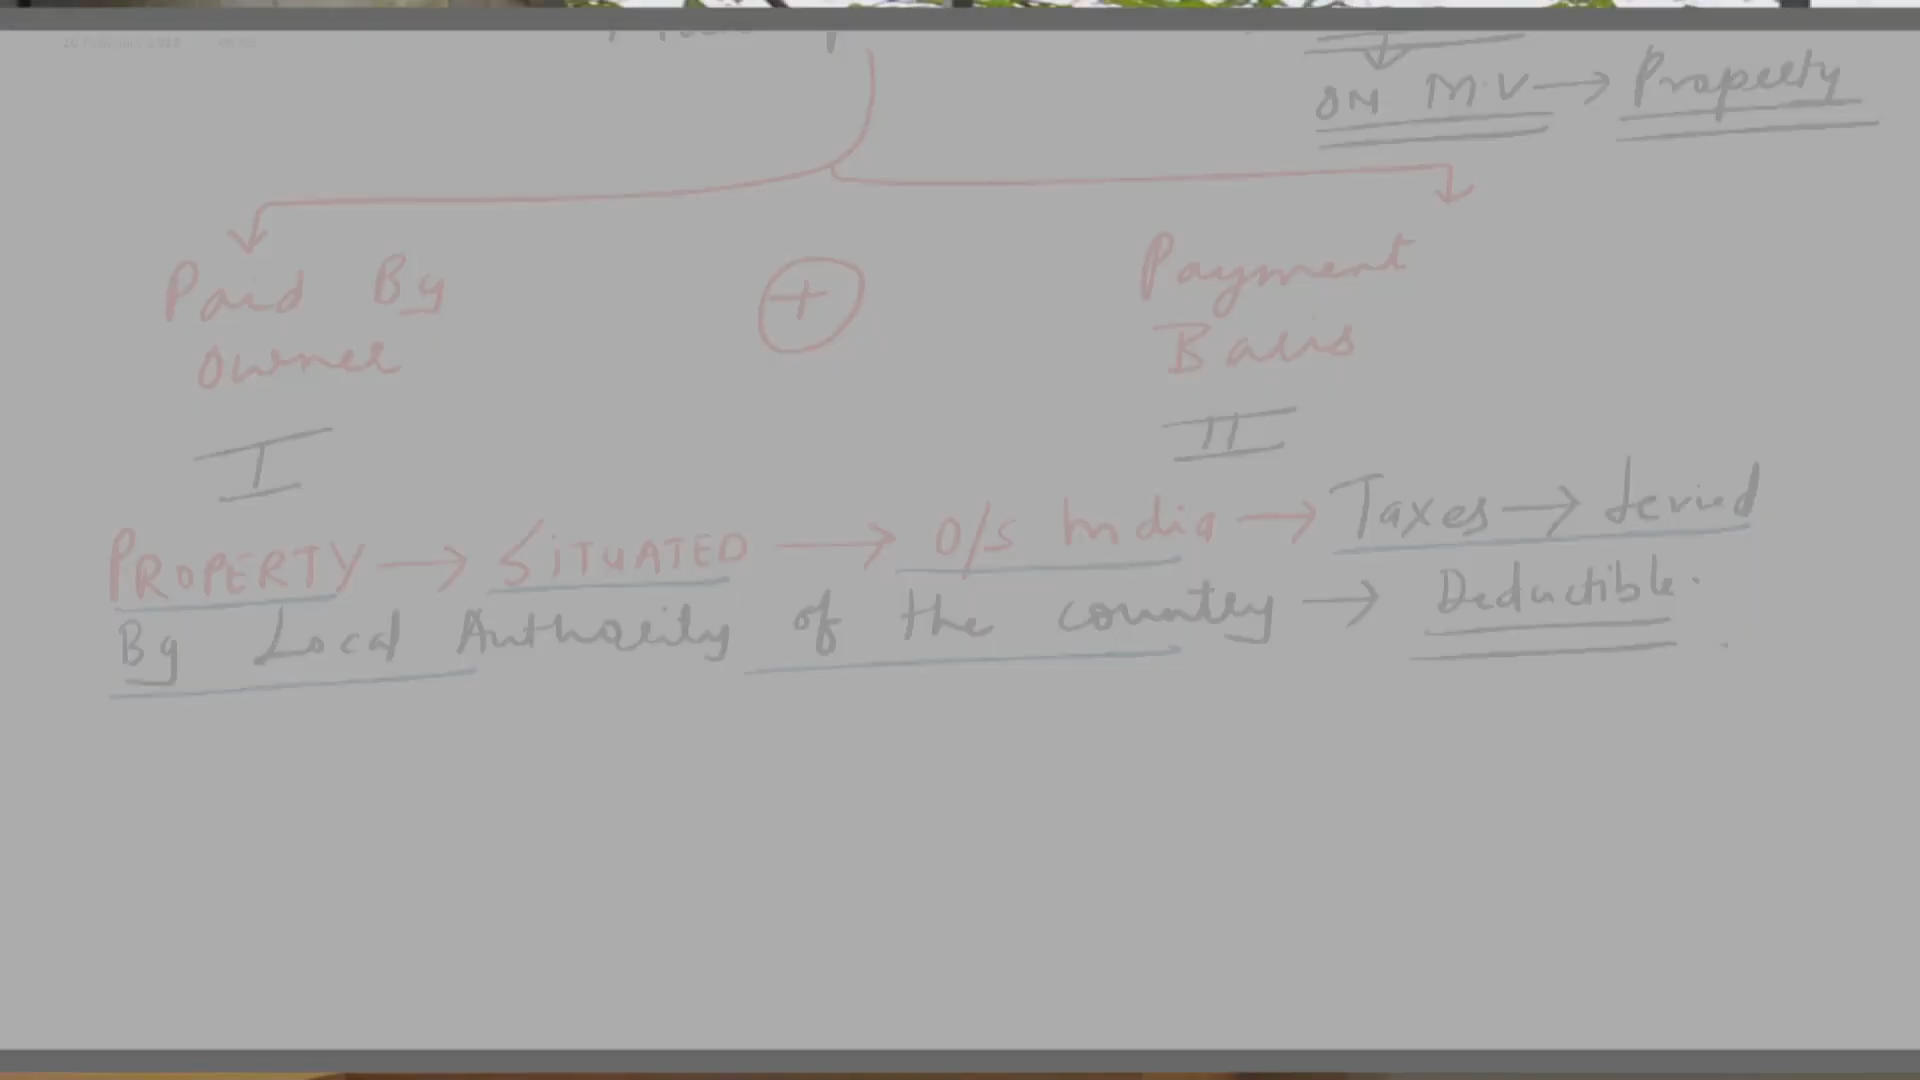 ON M.V → Property
Paid By + Payment
owner Basis
I II
PROPERTY → SITUATED → O/S India → Taxes → levied
By Local Authority of the country → Deductible.